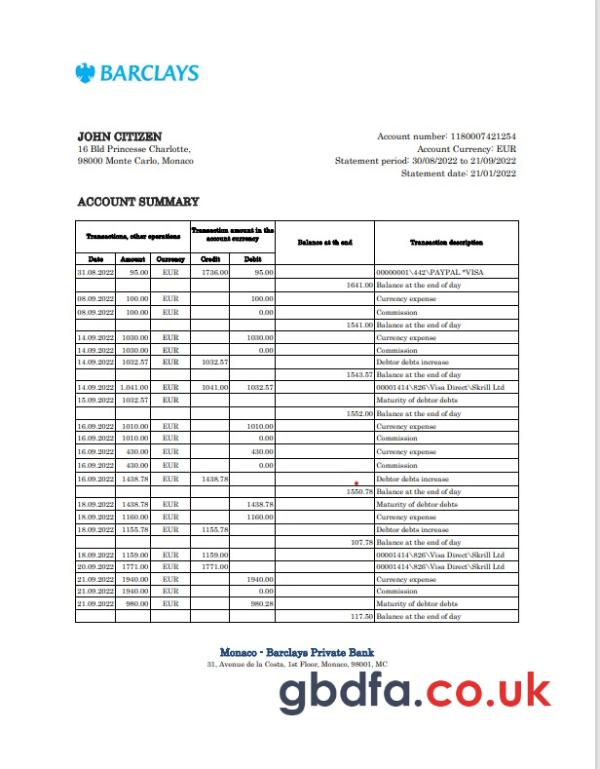 BARCLAYS
JOHN CITIZEN
16 Bld Princesse Charlotte,
98000 Monte Carlo, Monaco
Account number: 1180007421254
Account Currency: EUR
Statement period: 30/08/2022 to 21/09/2022
Statement date: 21/01/2022
ACCOUNT SUMMARY
Transactions, other operations Transaction amount in the account currency Balance at th end Transaction description
Date Amount Currency Credit Debit
31.08.2022 95.00 EUR 1736.00 95.00 00000001\442\PAYPAL *VISA
1641.00 Balance at the end of day
08.09.2022 100.00 EUR 100.00 Currency expense
08.09.2022 100.00 EUR 0.00 Commission
1541.00 Balance at the end of day
14.09.2022 1030.00 EUR 1030.00 Currency expense
14.09.2022 1030.00 EUR 0.00 Commission
14.09.2022 1032.57 EUR 1032.57 Debtor debts increase
1543.57 Balance at the end of day
14.09.2022 1.041.00 EUR 1041.00 1032.57 00001414\826\Visa Direct\Skrill Ltd
15.09.2022 1032.57 EUR Maturity of debtor debts
1552.00 Balance at the end of day
16.09.2022 1010.00 EUR 1010.00 Currency expense
16.09.2022 1010.00 EUR 0.00 Commission
16.09.2022 430.00 EUR 430.00 Currency expense
16.09.2022 430.00 EUR 0.00 Commission
16.09.2022 1438.78 EUR 1438.78 Debtor debts increase
1550.78 Balance at the end of day
18.09.2022 1438.78 EUR 1438.78 Maturity of debtor debts
18.09.2022 1160.00 EUR 1160.00 Currency expense
18.09.2022 1155.78 EUR 1155.78 Debtor debts increase
107.78 Balance at the end of day
18.09.2022 1159.00 EUR 1159.00 00001414\826\Visa Direct\Skrill Ltd
20.09.2022 1771.00 EUR 1771.00 00001414\826\Visa Direct\Skrill Ltd
21.09.2022 1940.00 EUR 1940.00 Currency expense
21.09.2022 1940.00 EUR 0.00 Commission
21.09.2022 980.00 EUR 980.28 Maturity of debtor debts
117.50 Balance at the end of day
Monaco - Barclays Private Bank
31, Avenue de la Costa, 1st Floor, Monaco, 98001, MC
gbdfa.co.uk